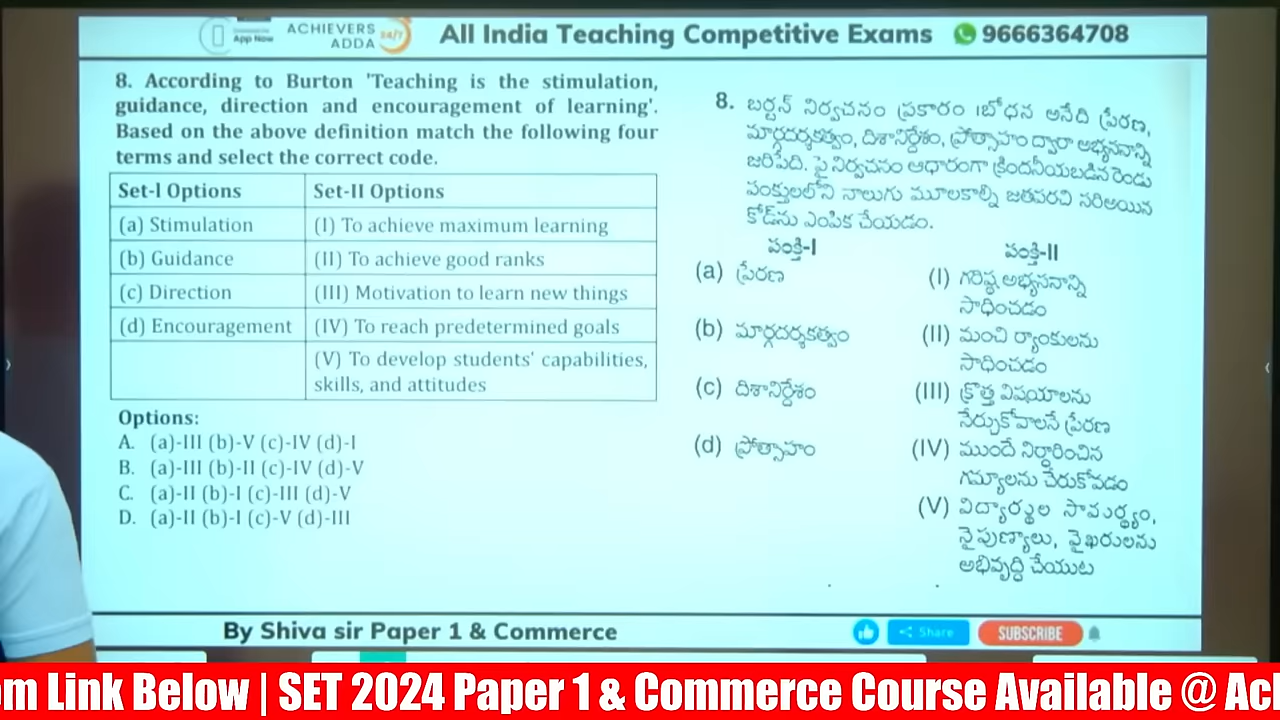 App Now
ACHIEVERS
ADDA
24/7
All India Teaching Competitive Exams
9666364708
8. According to Burton 'Teaching is the stimulation,
guidance, direction and encouragement of learning'.
Based on the above definition match the following four
terms and select the correct code.
Set-I Options Set-II Options
(a) Stimulation (I) To achieve maximum learning
(b) Guidance (II) To achieve good ranks
(c) Direction (III) Motivation to learn new things
(d) Encouragement (IV) To reach predetermined goals
(V) To develop students' capabilities,
skills, and attitudes
Options:
A. (a)-III (b)-V (c)-IV (d)-I
B. (a)-III (b)-II (c)-IV (d)-V
C. (a)-II (b)-I (c)-III (d)-V
D. (a)-II (b)-I (c)-V (d)-III
8. బర్టన్ నిర్వచనం ప్రకారం 'బోధన అనేది ప్రేరణ,
మార్గదర్శకత్వం, దిశానిర్దేశం, ప్రోత్సాహం ద్వారా అభ్యసనాన్ని
జరిపేది. పై నిర్వచనం ఆధారంగా క్రిందనీయబడిన రెండు
పంక్తులలోని నాలుగు మూలకాల్ని జతపరచి సరిఅయిన
కోడ్‌ను ఎంపిక చేయడం.
పంక్తి-I పంక్తి-II
(a) ప్రేరణ (I) గరిష్ఠ అభ్యసనాన్ని
సాధించడం
(b) మార్గదర్శకత్వం (II) మంచి ర్యాంకులను
సాధించడం
(c) దిశానిర్దేశం (III) క్రొత్త విషయాలను
నేర్చుకోవాలనే ప్రేరణ
(d) ప్రోత్సాహం (IV) ముందే నిర్ధారించిన
గమ్యాలను చేరుకోవడం
(V) విద్యార్థుల సామర్థ్యం,
నైపుణ్యాలు, వైఖరులను
అభివృద్ధి చేయుట
By Shiva sir Paper 1 & Commerce
Share
SUBSCRIBE
om Link Below | SET 2024 Paper 1 & Commerce Course Available @ Acl